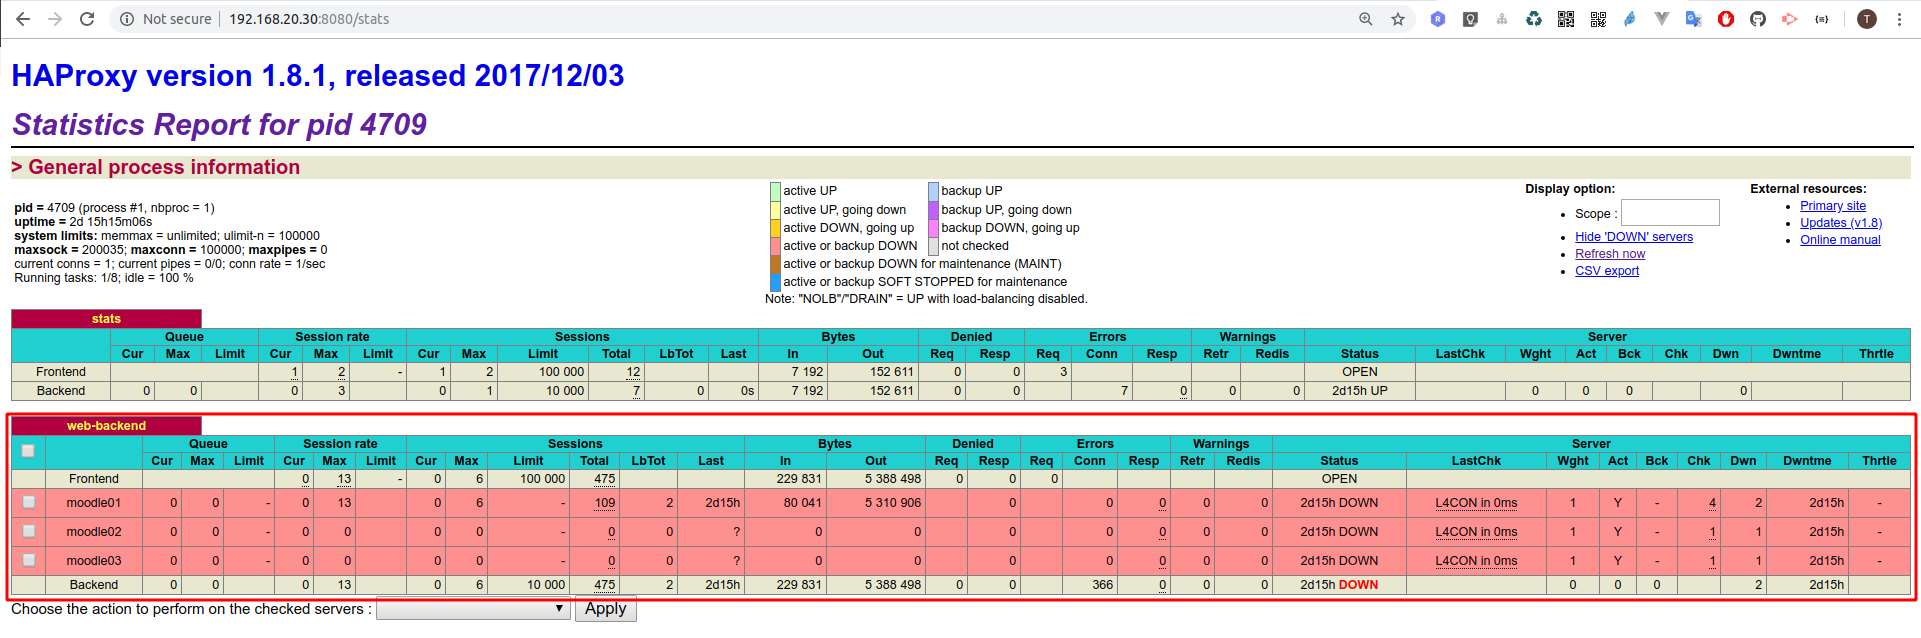 Not secure | 192.168.20.30:8080/stats
HAProxy version 1.8.1, released 2017/12/03
Statistics Report for pid 4709
> General process information
pid = 4709 (process #1, nbproc = 1)
uptime = 2d 15h15m06s
system limits: memmax = unlimited; ulimit-n = 100000
maxsock = 200035; maxconn = 100000; maxpipes = 0
current conns = 1; current pipes = 0/0; conn rate = 1/sec
Running tasks: 1/8; idle = 100 %
active UP backup UP
active UP, going down backup UP, going down
active DOWN, going up backup DOWN, going up
active or backup DOWN not checked
active or backup DOWN for maintenance (MAINT)
active or backup SOFT STOPPED for maintenance
Note: "NOLB"/"DRAIN" = UP with load-balancing disabled.
Display option:
• Scope :
• Hide 'DOWN' servers
• Refresh now
• CSV export
External resources:
• Primary site
• Updates (v1.8)
• Online manual
stats
Queue Session rate Sessions Bytes Denied Errors Warnings Server
Cur Max Limit Cur Max Limit Cur Max Limit Total LbTot Last In Out Req Resp Req Conn Resp Retr Redis Status LastChk Wght Act Bck Chk Dwn Dwntme Thrtle
Frontend 1 2 - 1 2 100 000 12 7 192 152 611 0 0 3 OPEN
Backend 0 0 0 3 0 1 10 000 7 0 0s 7 192 152 611 0 0 7 0 0 0 2d15h UP 0 0 0 0
web-backend
Queue Session rate Sessions Bytes Denied Errors Warnings Server
Cur Max Limit Cur Max Limit Cur Max Limit Total LbTot Last In Out Req Resp Req Conn Resp Retr Redis Status LastChk Wght Act Bck Chk Dwn Dwntme Thrtle
Frontend 0 13 - 0 6 100 000 475 229 831 5 388 498 0 0 0 OPEN
moodle01 0 0 - 0 13 0 6 - 109 2 2d15h 80 041 5 310 906 0 0 0 0 0 2d15h DOWN L4CON in 0ms 1 Y - 4 2 2d15h -
moodle02 0 0 - 0 0 0 0 - 0 0 ? 0 0 0 0 0 0 0 2d15h DOWN L4CON in 0ms 1 Y - 1 1 2d15h -
moodle03 0 0 - 0 0 0 0 - 0 0 ? 0 0 0 0 0 0 0 2d15h DOWN L4CON in 0ms 1 Y - 1 1 2d15h -
Backend 0 0 0 13 0 6 10 000 475 2 2d15h 229 831 5 388 498 0 0 366 0 0 0 2d15h DOWN 0 0 0 2 2d15h
Choose the action to perform on the checked servers : Apply